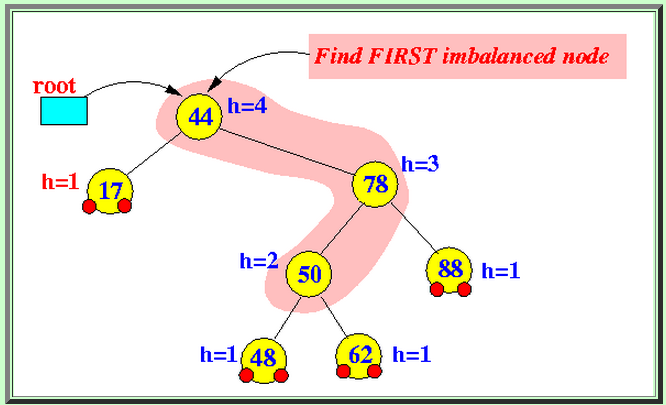 Find FIRST imbalanced node
root
44
h=4
h=1
17
78
h=3
h=2
50
88
h=1
h=1
48
62
h=1